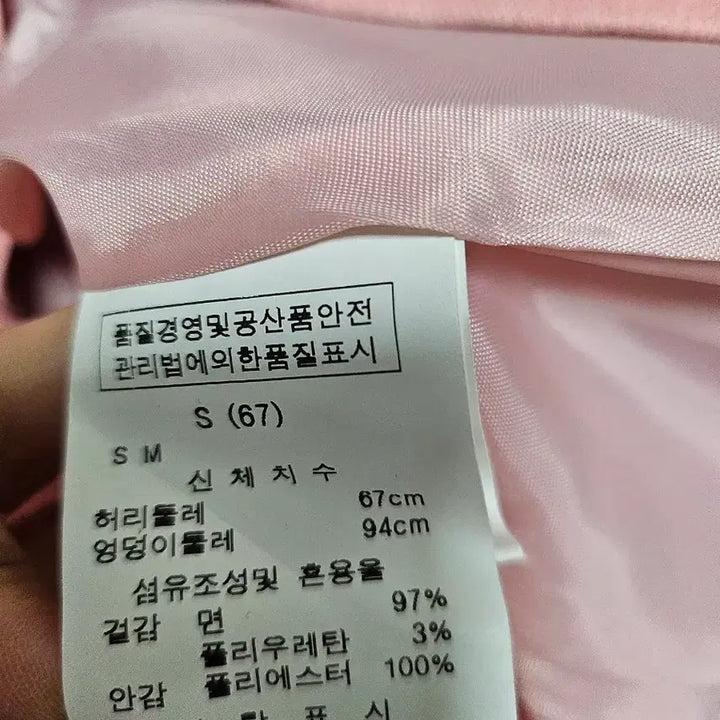 품질경영및공산품안전
관리법에의한품질표시
S (67)
S M
신 체 치 수
허리둘레 67cm
엉덩이둘레 94cm
섬유조성및 혼용율
겉감 면 97%
폴리우레탄 3%
안감 폴리에스터 100%
표 시